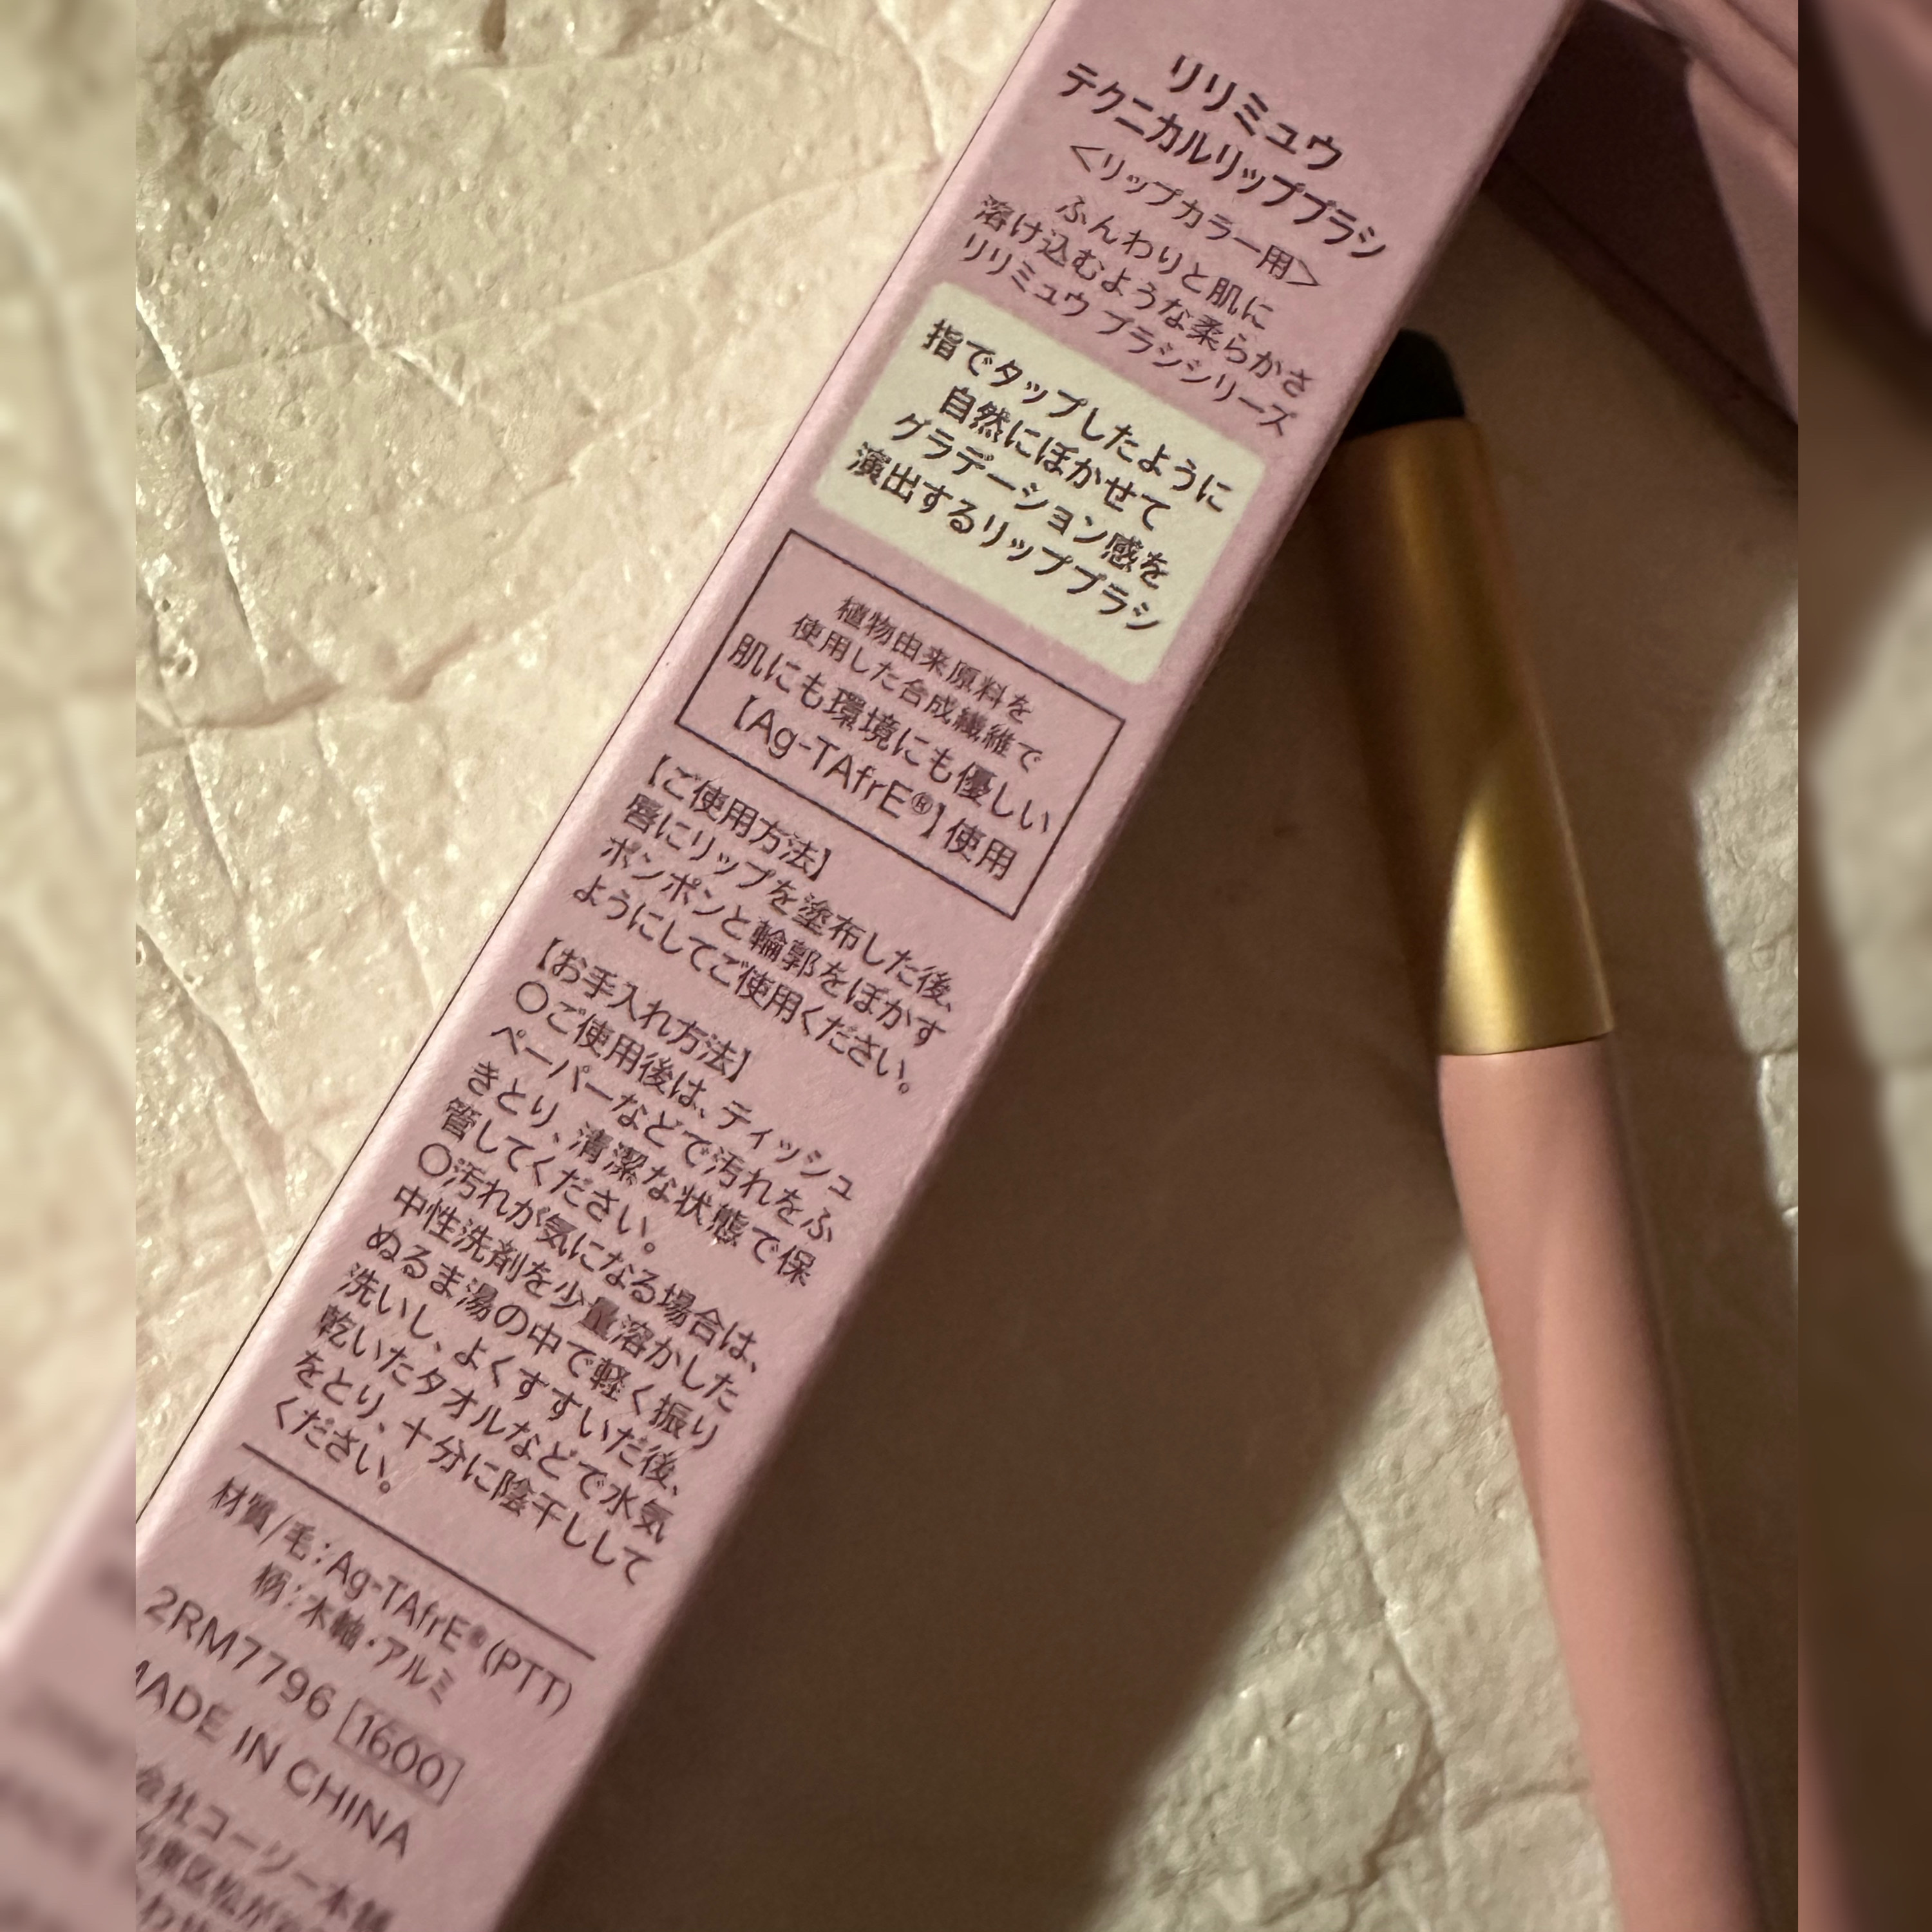 リリミュウ
テクニカルリップブラシ
<リップカラー用>
ふんわりと肌に
溶け込むような柔らかさ
リリミュウ ブラシシリーズ
指でタップしたように
自然にぼかせて
グラデーション感を
演出するリップブラシ
植物由来原料を
使用した合成繊維で
肌にも環境にも優しい
【Ag-TAfrE®】使用
【ご使用方法】
唇にリップを塗布した後、
ポンポンと輪郭をぼかす
ようにしてご使用ください。
【お手入れ方法】
○ご使用後は、ティッシュ
ペーパーなどで汚れをふ
きとり、清潔な状態で保
管してください。
○汚れが気になる場合は、
中性洗剤を少量溶かした
ぬるま湯の中で軽く振り
洗いし、よくすすいだ後、
乾いたタオルなどで水気
をとり、十分に陰干しして
ください。
材質/毛:Ag-TAfrE®(PTT)
柄:木軸・アルミ
2RM7796 1600
MADE IN CHINA
会社コージー本舗